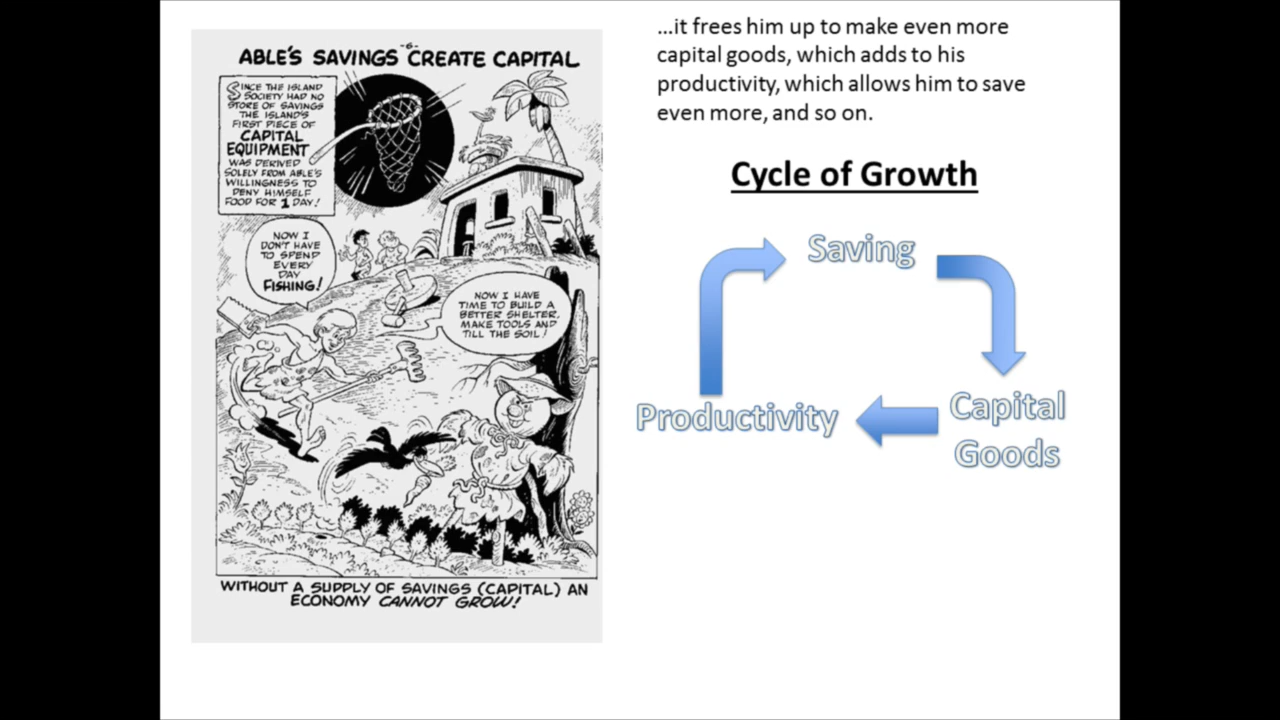 -6-
ABLE'S SAVINGS CREATE CAPITAL
SINCE THE ISLAND
SOCIETY HAD NO
STORE OF SAVINGS
THE ISLAND'S
FIRST PIECE OF
CAPITAL
EQUIPMENT
WAS DERIVED
SOLELY FROM ABLE'S
WILLINGNESS TO
DENY HIMSELF
FOOD FOR 1 DAY!
NOW I
DON'T HAVE
TO SPEND
EVERY
DAY
FISHING!
NOW I HAVE
TIME TO BUILD A
BETTER SHELTER,
MAKE TOOLS AND
TILL THE SOIL!
WITHOUT A SUPPLY OF SAVINGS (CAPITAL) AN
ECONOMY CANNOT GROW!
...it frees him up to make even more
capital goods, which adds to his
productivity, which allows him to save
even more, and so on.
Cycle of Growth
Saving
Capital
Goods
Productivity